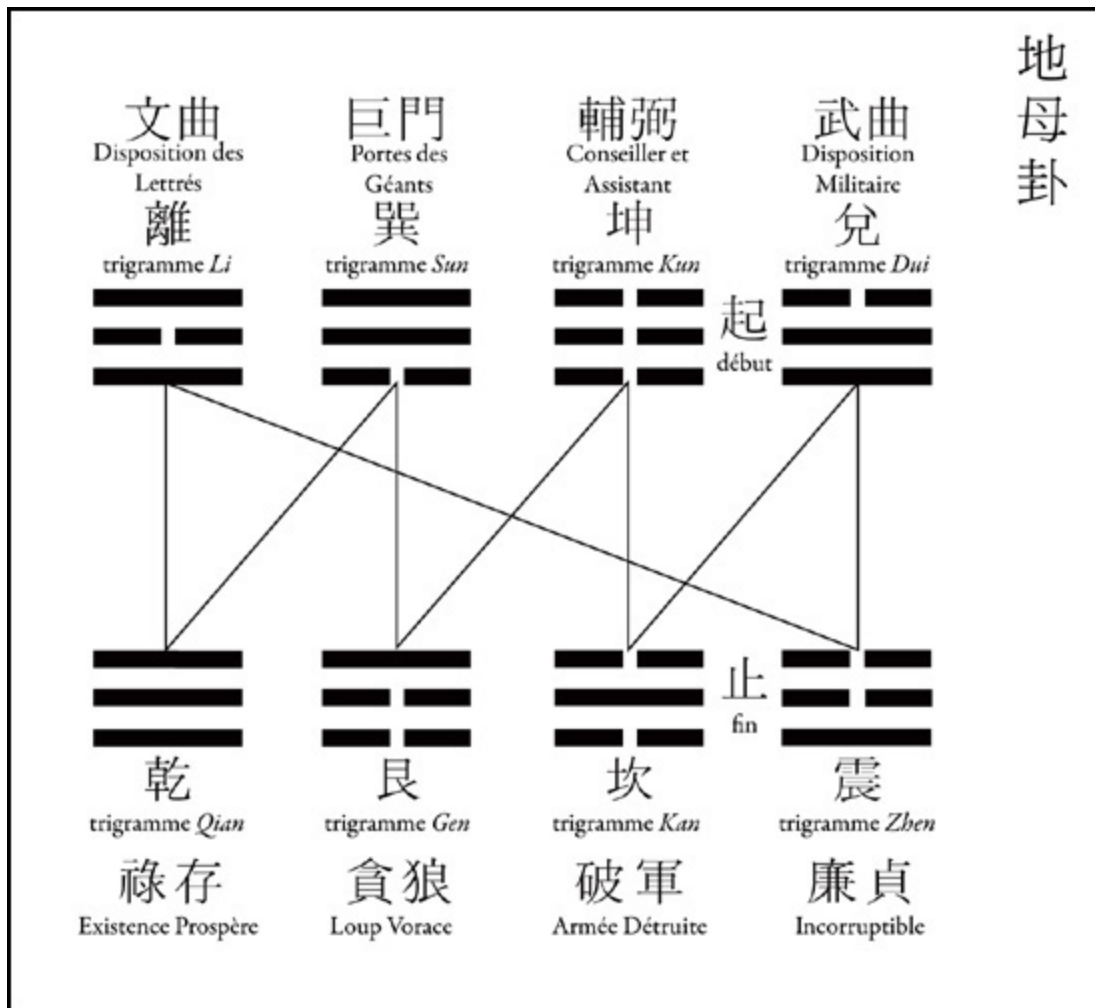 地母卦
文曲
Disposition des
Lettrés
離
trigramme Li
巨門
Portes des
Géants
巽
trigramme Sun
輔弼
Conseiller et
Assistant
坤
trigramme Kun
武曲
Disposition
Militaire
兌
trigramme Dui
起
début
止
fin
乾
trigramme Qian
祿存
Existence Prospère
艮
trigramme Gen
貪狼
Loup Vorace
坎
trigramme Kan
破軍
Armée Détruite
震
trigramme Zhen
廉貞
Incorruptible